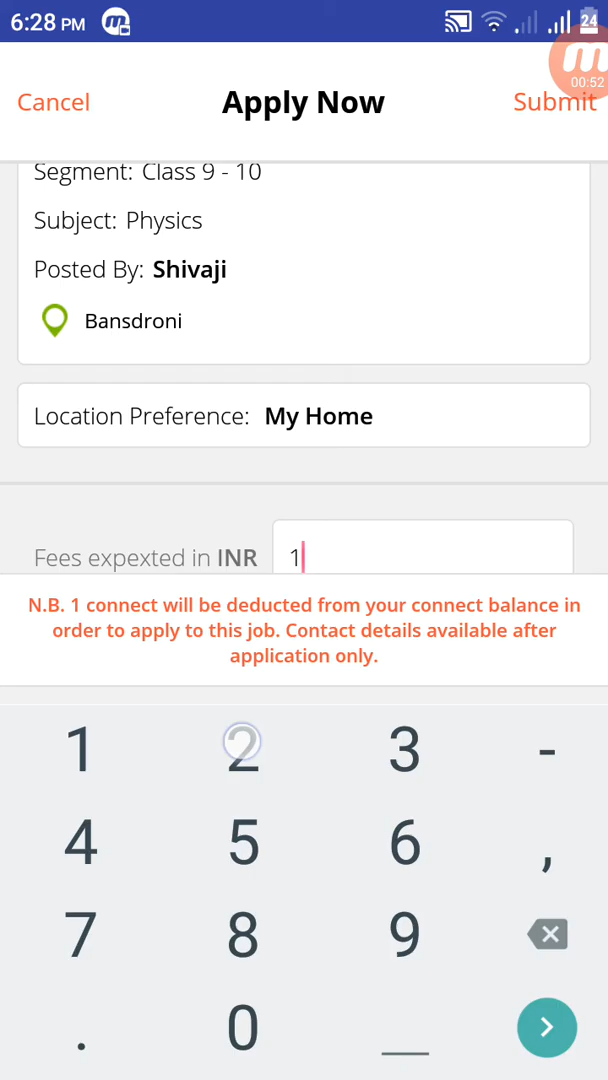 6:28 PM
24
00:52
Cancel
Apply Now
Submit
Segment: Class 9 - 10
Subject: Physics
Posted By: Shivaji
Bansdroni
Location Preference: My Home
Fees expexted in INR
1
N.B. 1 connect will be deducted from your connect balance in
order to apply to this job. Contact details available after
application only.
1 2 3 -
4 5 6 ,
7 8 9
. 0 _